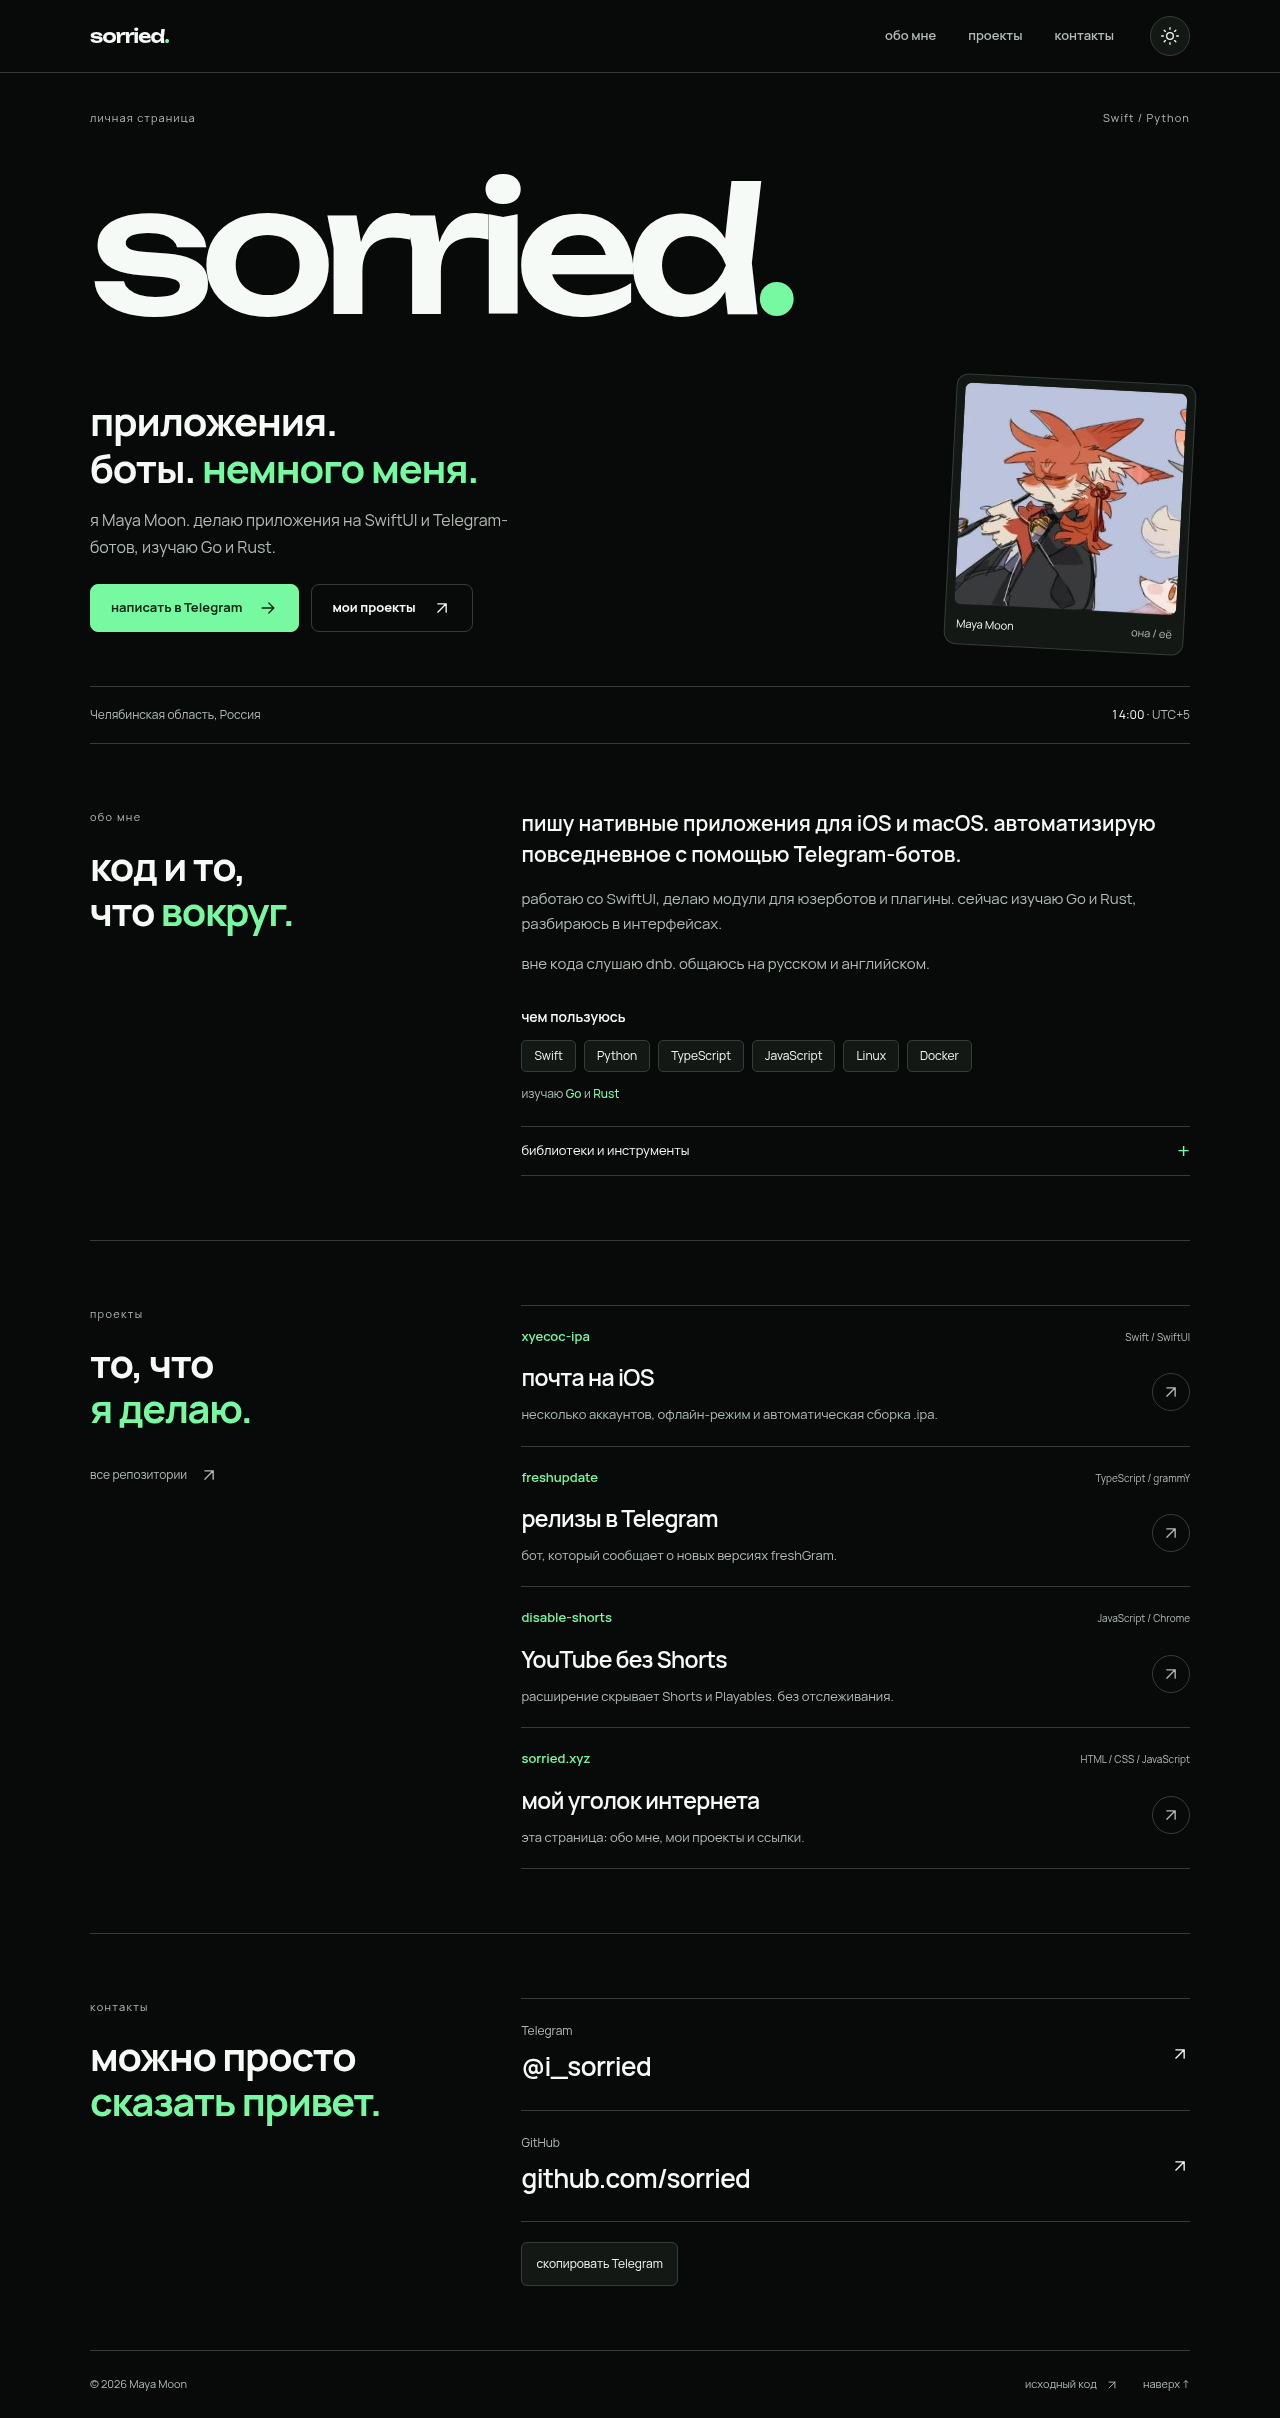 sorried.
обо мне
проекты
контакты
личная страница
Swift / Python
sorried.
приложения.
боты. немного меня.
я Maya Moon. делаю приложения на SwiftUI и Telegram-
ботов, изучаю Go и Rust.
написать в Telegram
мои проекты
Maya Moon
она / её
Челябинская область, Россия
14:00 · UTC+5
обо мне
код и то,
что вокруг.
пишу нативные приложения для iOS и macOS. автоматизирую
повседневное с помощью Telegram-ботов.
работаю со SwiftUI, делаю модули для юзерботов и плагины. сейчас изучаю Go и Rust,
разбираюсь в интерфейсах.
вне кода слушаю dnb. общаюсь на русском и английском.
чем пользуюсь
Swift
Python
TypeScript
JavaScript
Linux
Docker
изучаю Go и Rust
библиотеки и инструменты
+
проекты
то, что
я делаю.
все репозитории
xyecoc-ipa
Swift / SwiftUI
почта на iOS
несколько аккаунтов, офлайн-режим и автоматическая сборка .ipa.
freshupdate
TypeScript / grammY
релизы в Telegram
бот, который сообщает о новых версиях freshGram.
disable-shorts
JavaScript / Chrome
YouTube без Shorts
расширение скрывает Shorts и Playables. без отслеживания.
sorried.xyz
HTML / CSS / JavaScript
мой уголок интернета
эта страница: обо мне, мои проекты и ссылки.
контакты
можно просто
сказать привет.
Telegram
@i_sorried
GitHub
github.com/sorried
скопировать Telegram
© 2026 Maya Moon
исходный код
наверх ↑